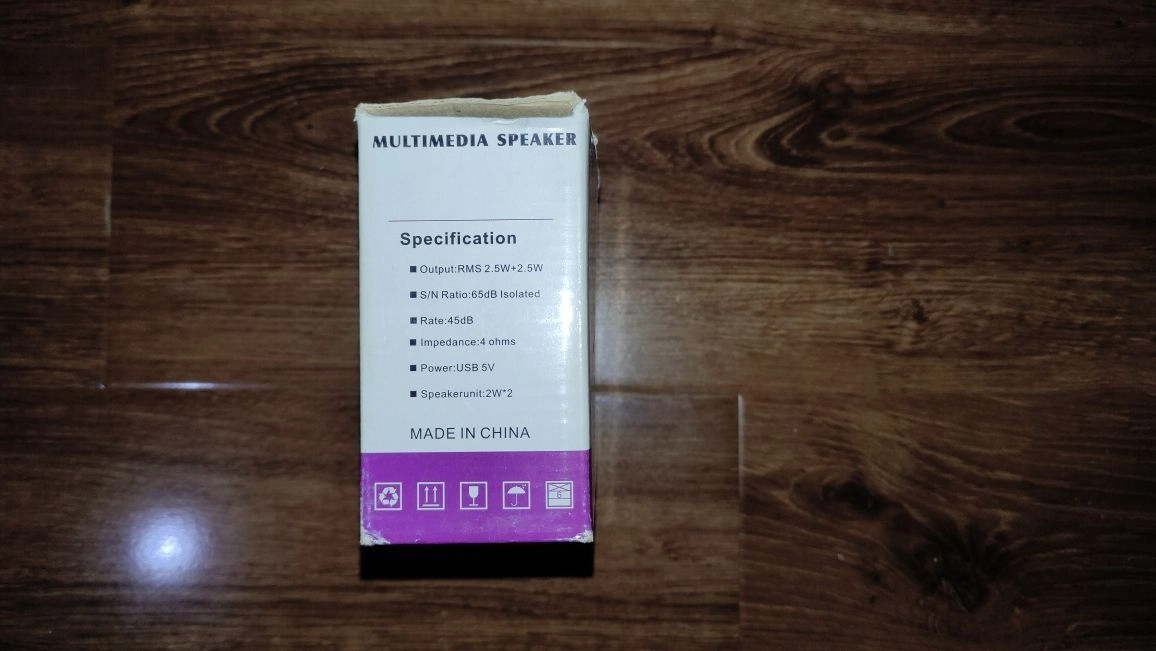 MULTIMEDIA SPEAKER
Specification
Output:RMS 2.5W+2.5W
S/N Ratio:65dB Isolated
Rate:45dB
Impedance:4 ohms
Power:USB 5V
Speakerunit:2W*2
MADE IN CHINA
6